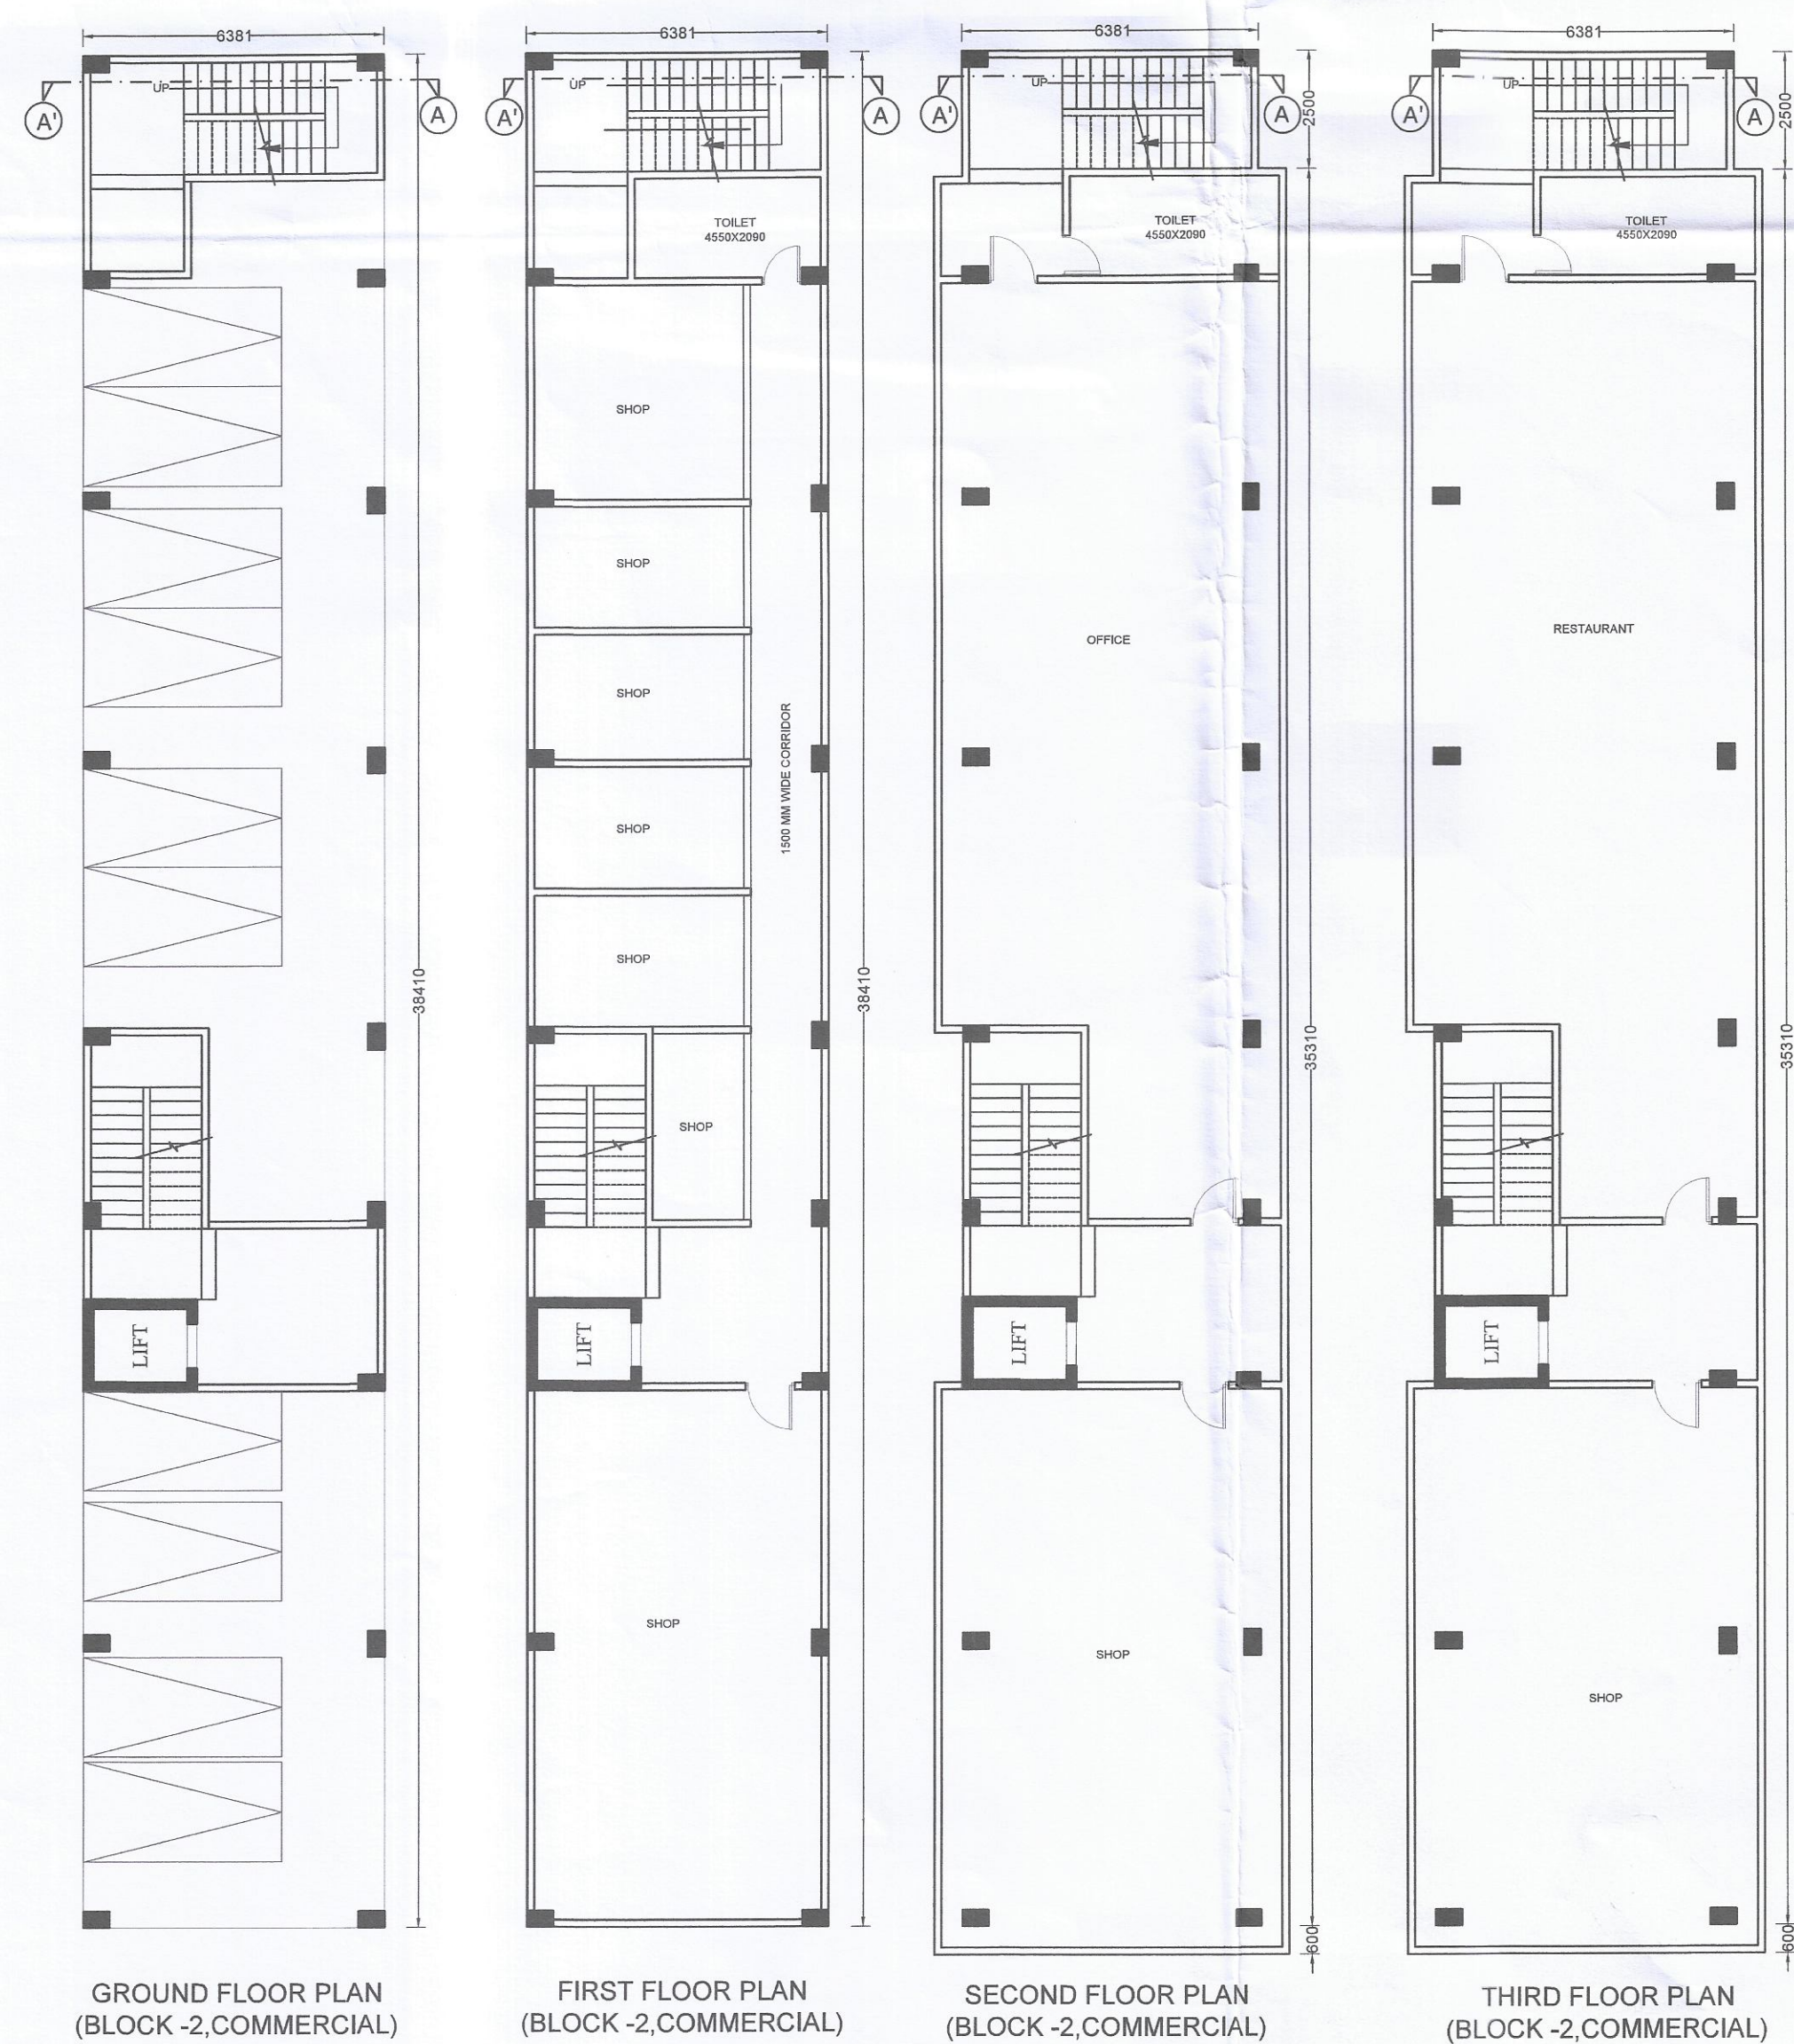 6381
A'
UP
A
38410
LIFT
GROUND FLOOR PLAN
(BLOCK -2,COMMERCIAL)
6381
A'
UP
A
TOILET
4550X2090
SHOP
SHOP
SHOP
SHOP
SHOP
1500 MM WIDE CORRIDOR
38410
SHOP
LIFT
SHOP
FIRST FLOOR PLAN
(BLOCK -2,COMMERCIAL)
6381
A'
UP
A
2500
TOILET
4550X2090
OFFICE
35310
LIFT
SHOP
600
SECOND FLOOR PLAN
(BLOCK -2,COMMERCIAL)
6381
A'
UP
A
2500
TOILET
4550X2090
RESTAURANT
35310
LIFT
SHOP
600
THIRD FLOOR PLAN
(BLOCK -2,COMMERCIAL)